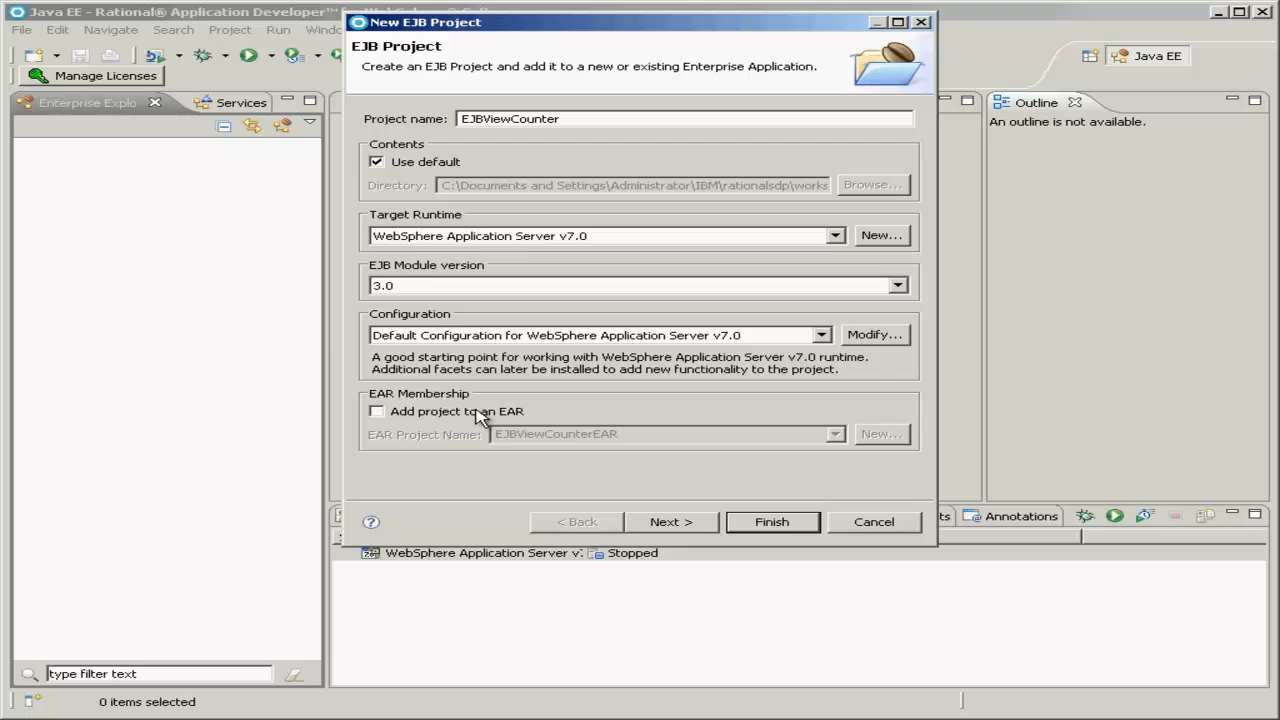 Java EE - Rational® Application Developer™ f
New EJB Project
File Edit Navigate Search Project Run Windo
EJB Project
Create an EJB Project and add it to a new or existing Enterprise Application.
Java EE
Manage Licenses
Enterprise Explo
Services
Outline
An outline is not available.
Project name: EJBViewCounter
Contents
Use default
Directory: C:\Documents and Settings\Administrator\IBM\rationalsdp\works Browse...
Target Runtime
WebSphere Application Server v7.0 New...
EJB Module version
3.0
Configuration
Default Configuration for WebSphere Application Server v7.0 Modify...
A good starting point for working with WebSphere Application Server v7.0 runtime.
Additional facets can later be installed to add new functionality to the project.
EAR Membership
Add project to an EAR
EAR Project Name: EJBViewCounterEAR New...
ts Annotations
? < Back Next > Finish Cancel
WebSphere Application Server v7 Stopped
type filter text
0 items selected